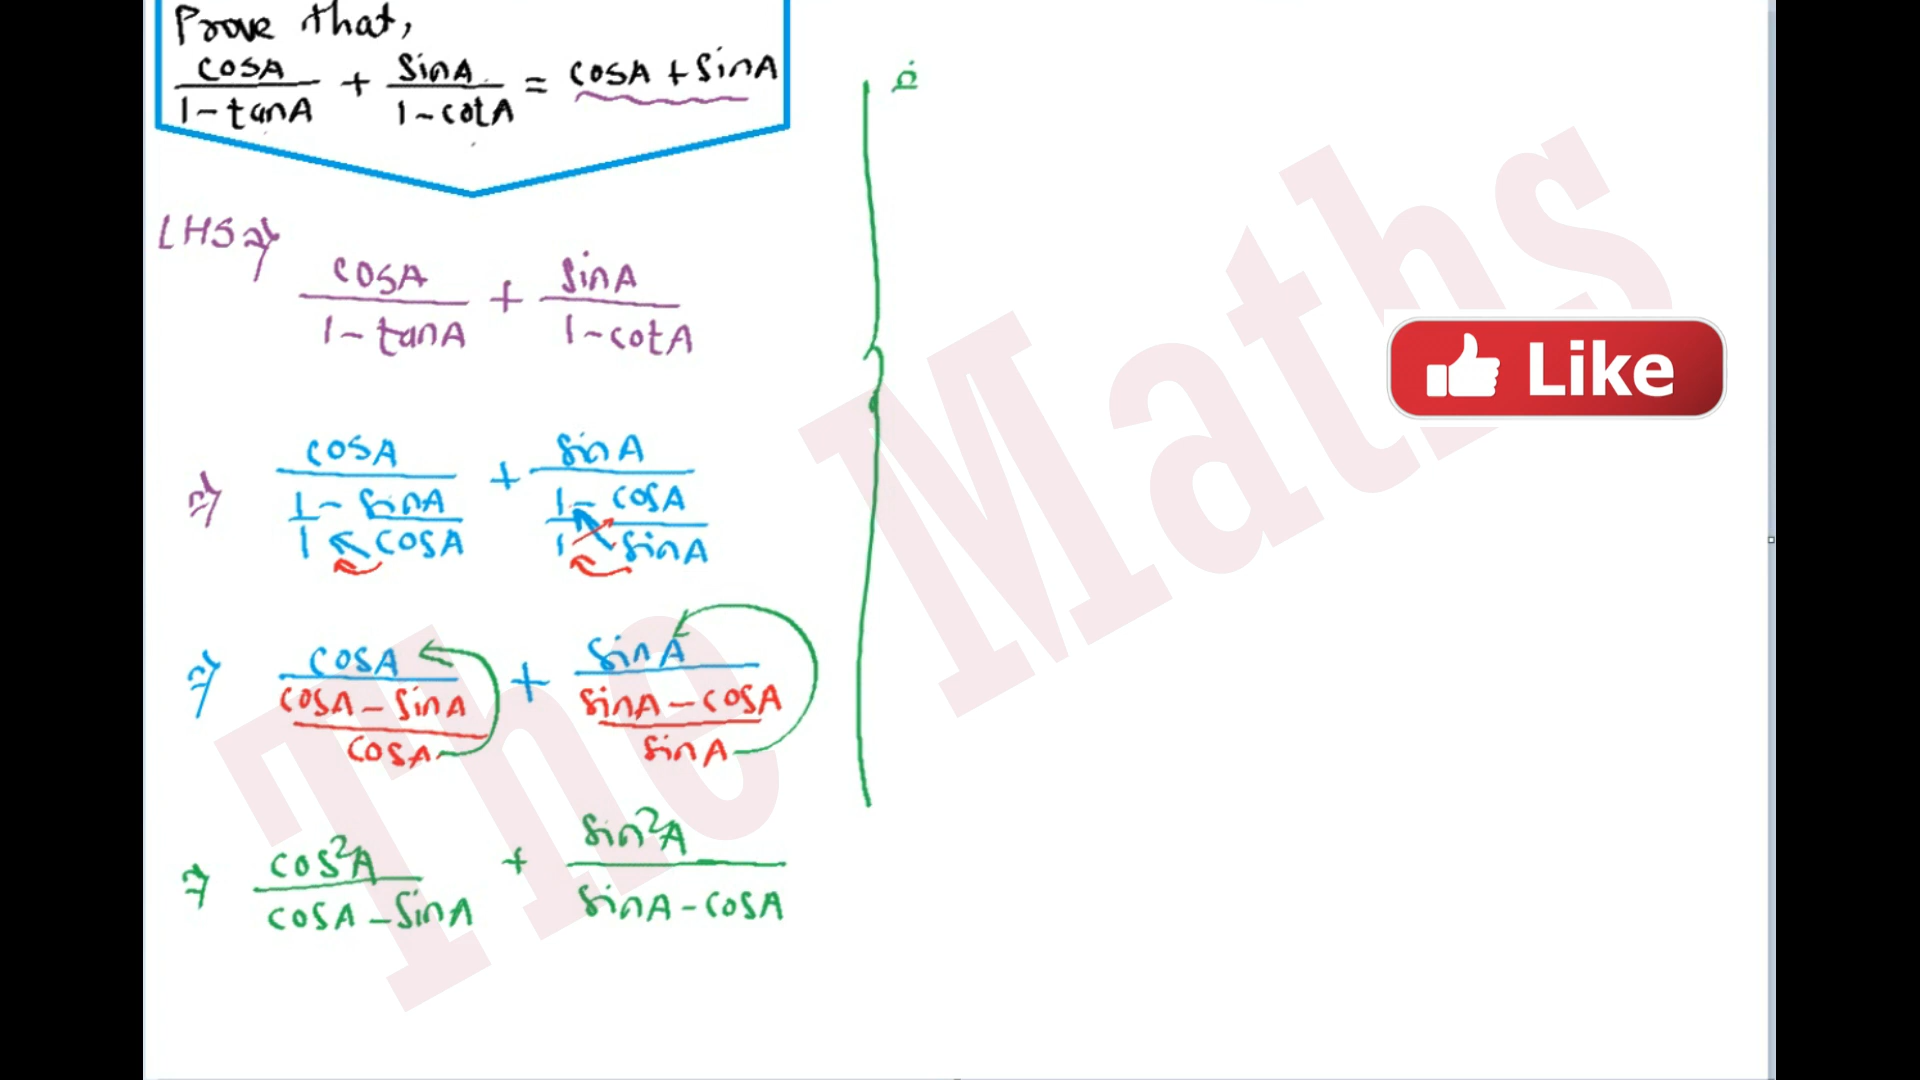 Prove that,
cosA/(1-tanA) + sinA/(1-cotA) = cosA + sinA
LHS ⇒
cosA/(1-tanA) + sinA/(1-cotA)
⇒ cosA/(1/1 - sinA/cosA) + sinA/(1/1 - cosA/sinA)
⇒ cosA/((cosA - sinA)/cosA) + sinA/((sinA - cosA)/sinA)
⇒ cos²A/(cosA - sinA) + sin²A/(sinA - cosA)
Like
The Maths